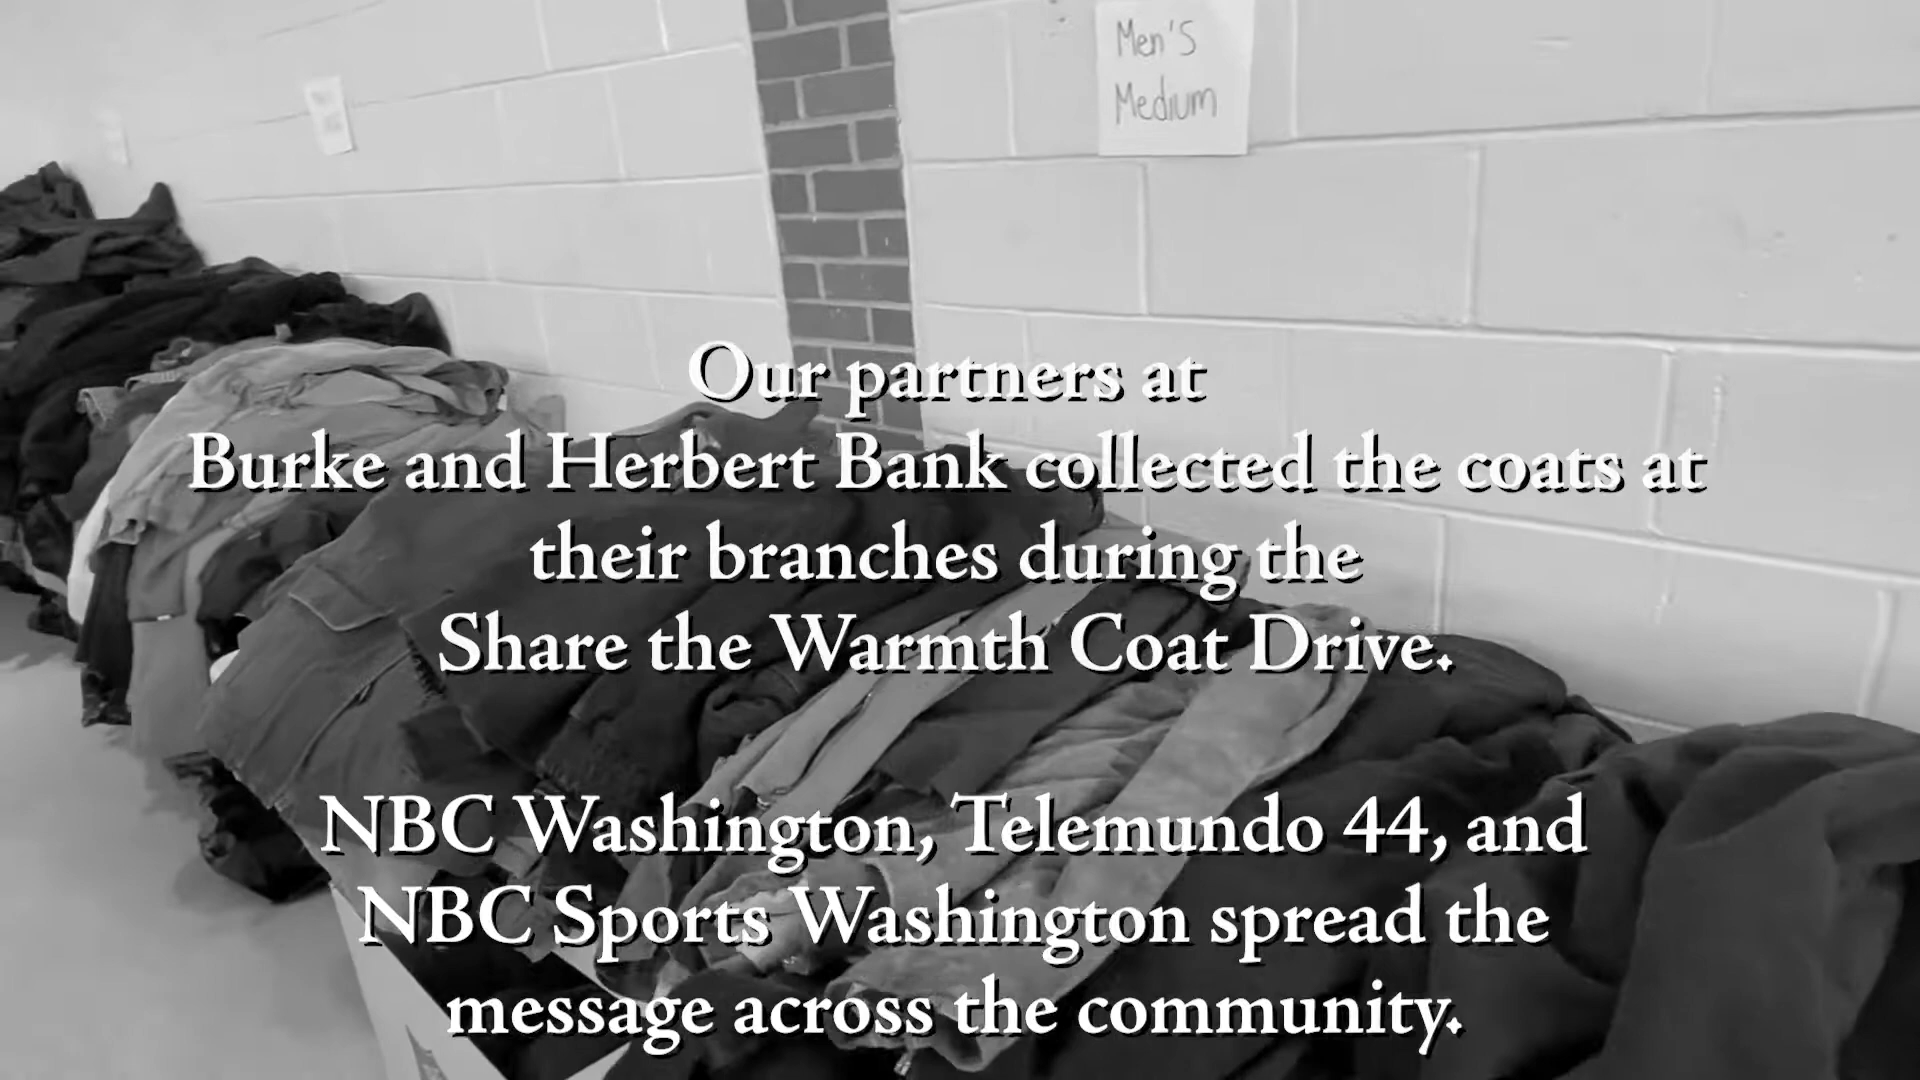 Men'S
Medium
Our partners at
Burke and Herbert Bank collected the coats at
their branches during the
Share the Warmth Coat Drive.
NBC Washington, Telemundo 44, and
NBC Sports Washington spread the
message across the community.